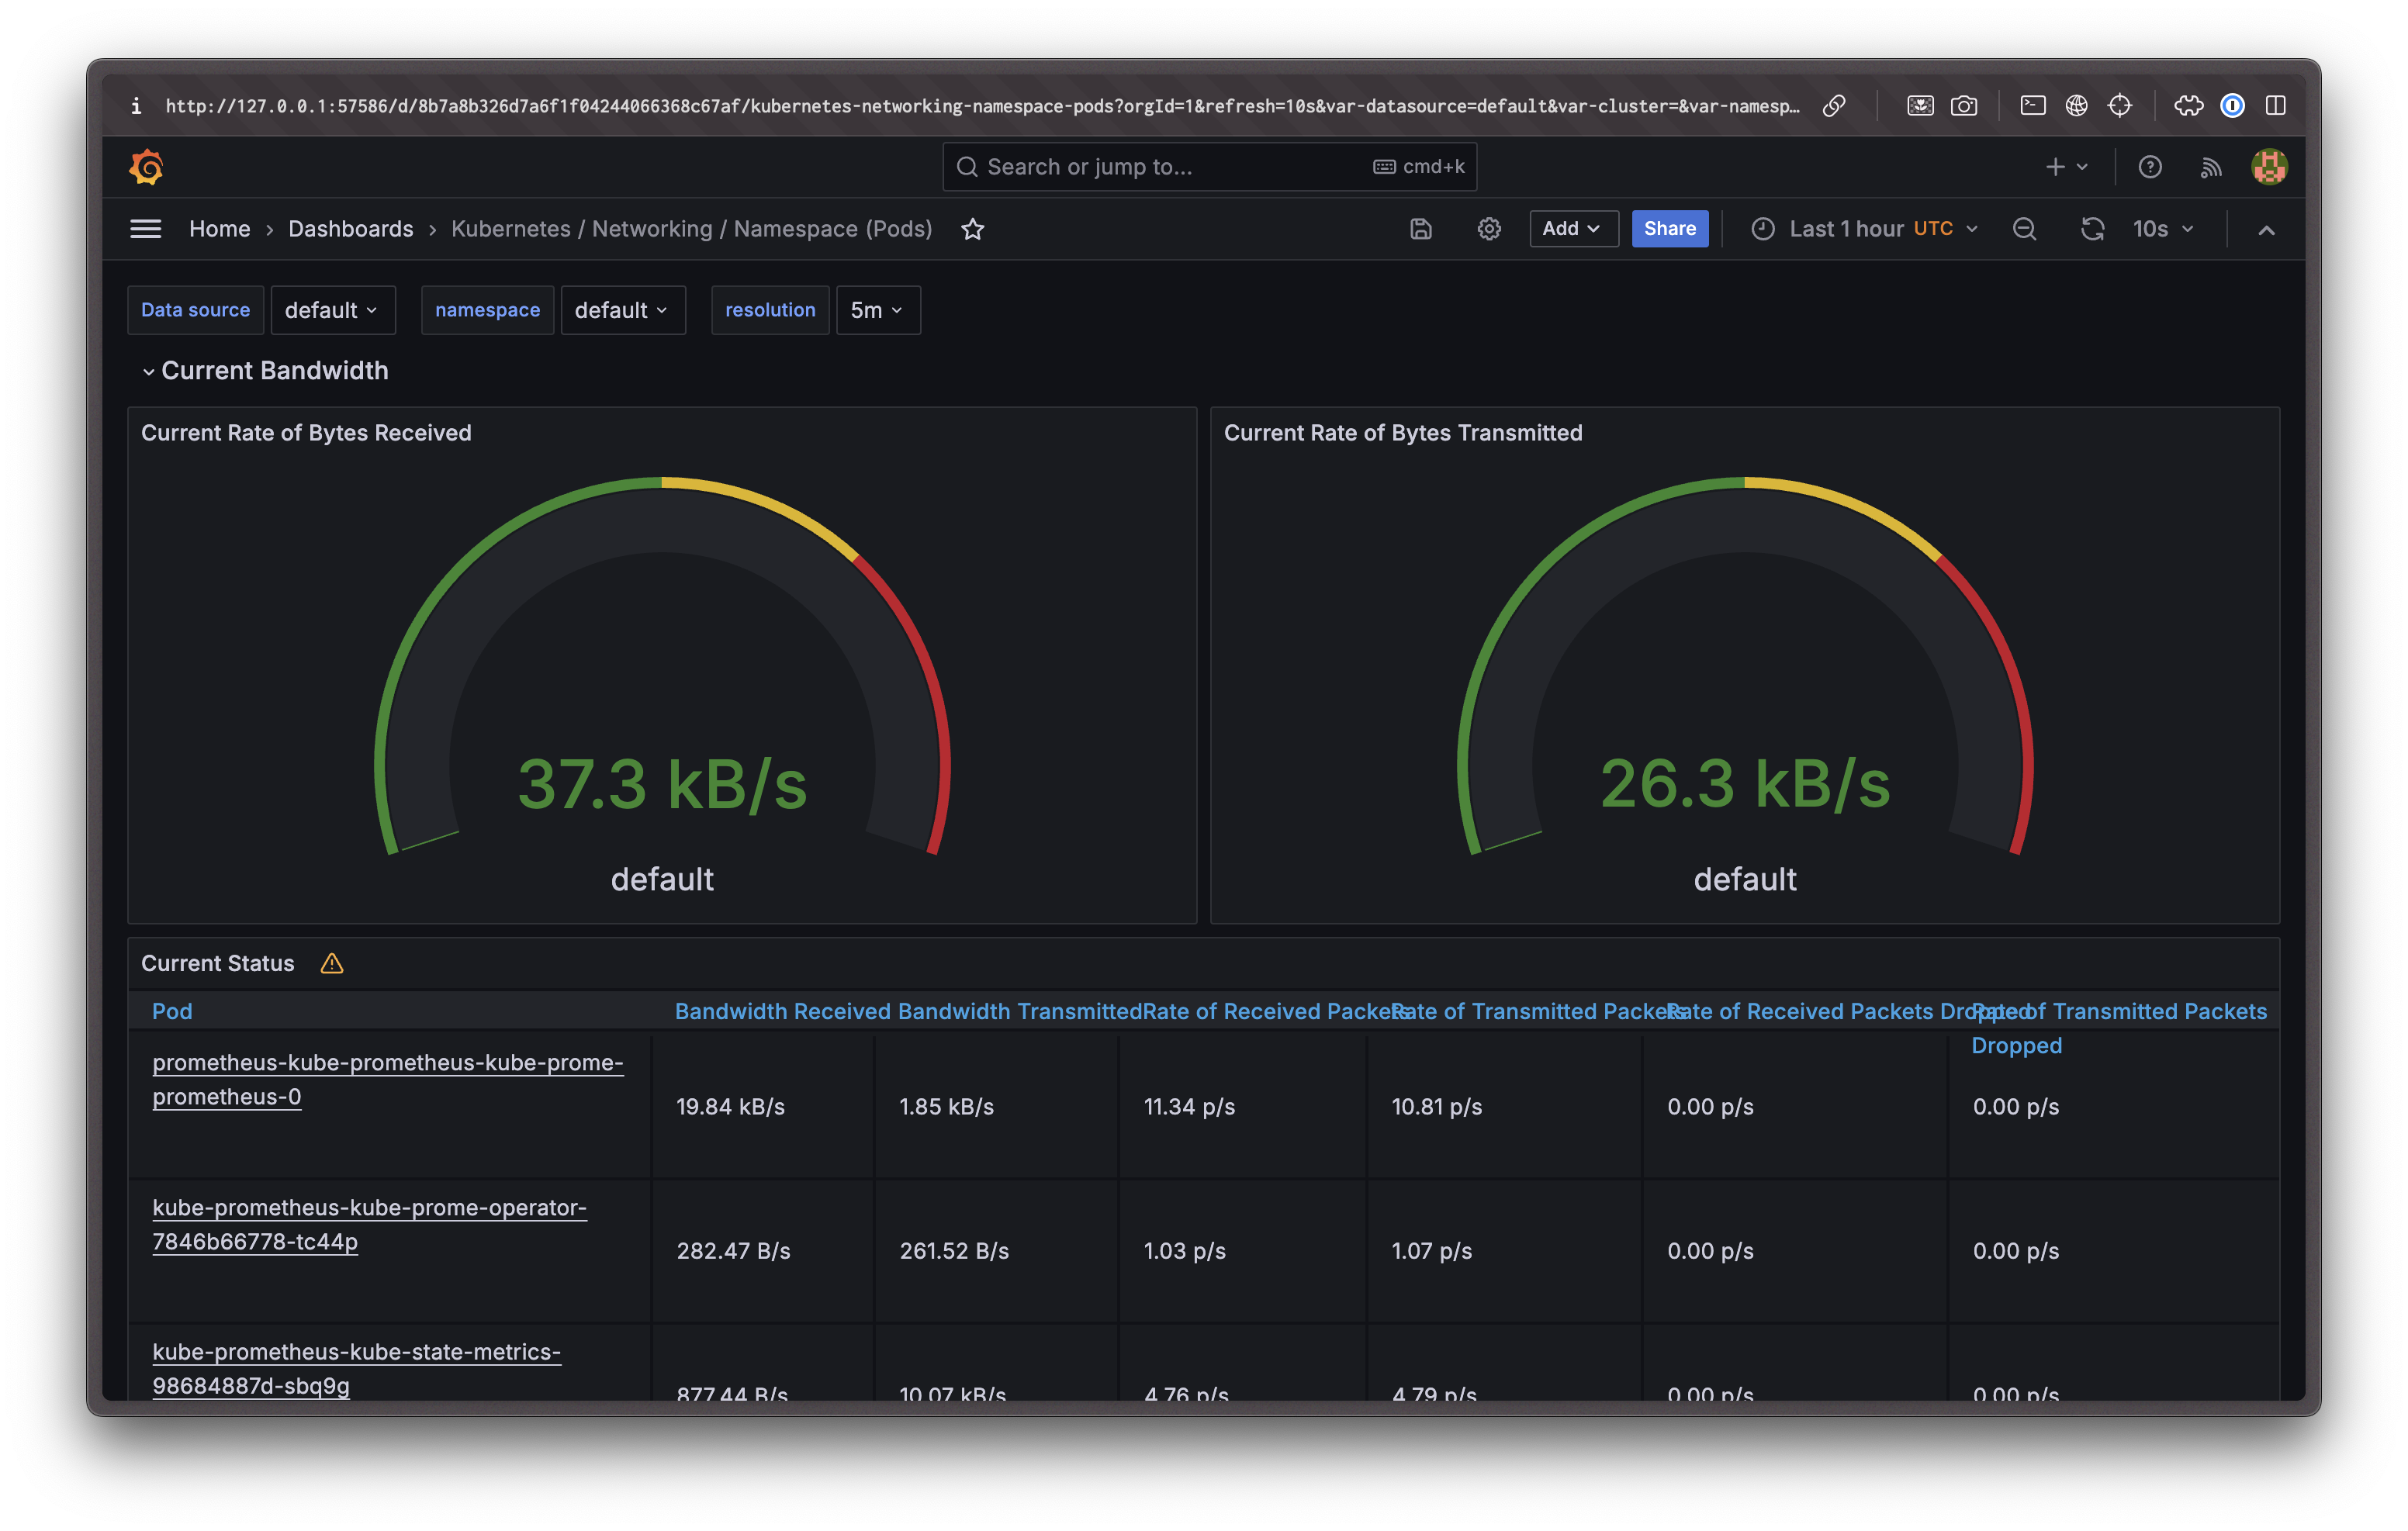 http://127.0.0.1:57586/d/8b7a8b326d7a6f1f04244066368c67af/kubernetes-networking-namespace-pods?orgId=1&refresh=10s&var-datasource=default&var-cluster=&var-namesp…
Search or jump to... cmd+k
Home › Dashboards › Kubernetes / Networking / Namespace (Pods) Add Share Last 1 hour UTC 10s
Data source default namespace default resolution 5m
Current Bandwidth
Current Rate of Bytes Received
37.3 kB/s
default
Current Rate of Bytes Transmitted
26.3 kB/s
default
Current Status
Pod Bandwidth Received Bandwidth Transmitted Rate of Received Packets Rate of Transmitted Packets Rate of Received Packets Dropped Rate of Transmitted Packets
Dropped
prometheus-kube-prometheus-kube-prome-
prometheus-0
19.84 kB/s 1.85 kB/s 11.34 p/s 10.81 p/s 0.00 p/s 0.00 p/s
kube-prometheus-kube-prome-operator-
7846b66778-tc44p
282.47 B/s 261.52 B/s 1.03 p/s 1.07 p/s 0.00 p/s 0.00 p/s
kube-prometheus-kube-state-metrics-
98684887d-sbq9g
877.44 B/s 10.07 kB/s 4.76 p/s 4.79 p/s 0.00 p/s 0.00 p/s